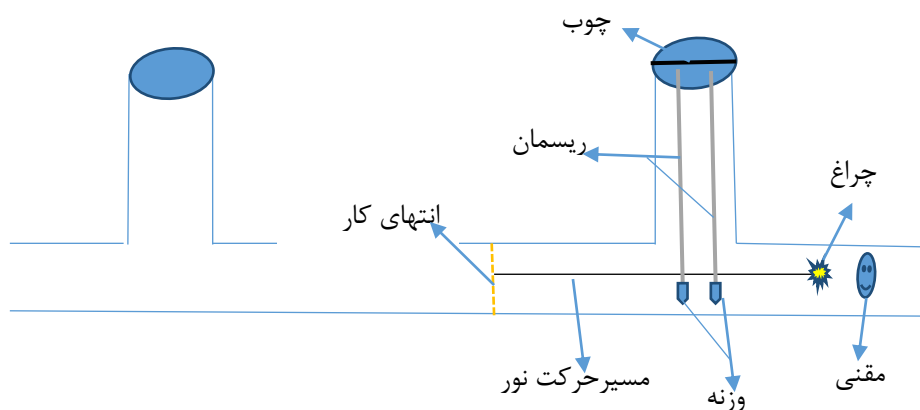 چوب
ریسمان
چراغ
انتهای کار
مقنی
مسیرحرکت نور
وزنه